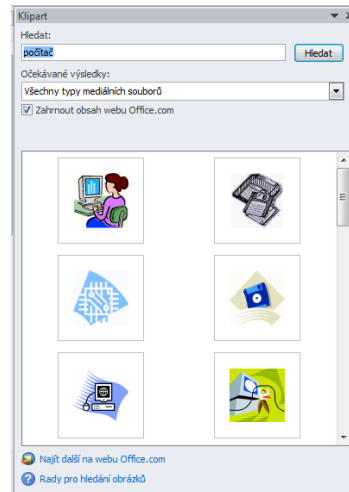 Klipart
Hledat:
počítač
Hledat
Očekávané výsledky:
Všechny typy mediálních souborů
Zahrnout obsah webu Office.com
Najít další na webu Office.com
Rady pro hledání obrázků